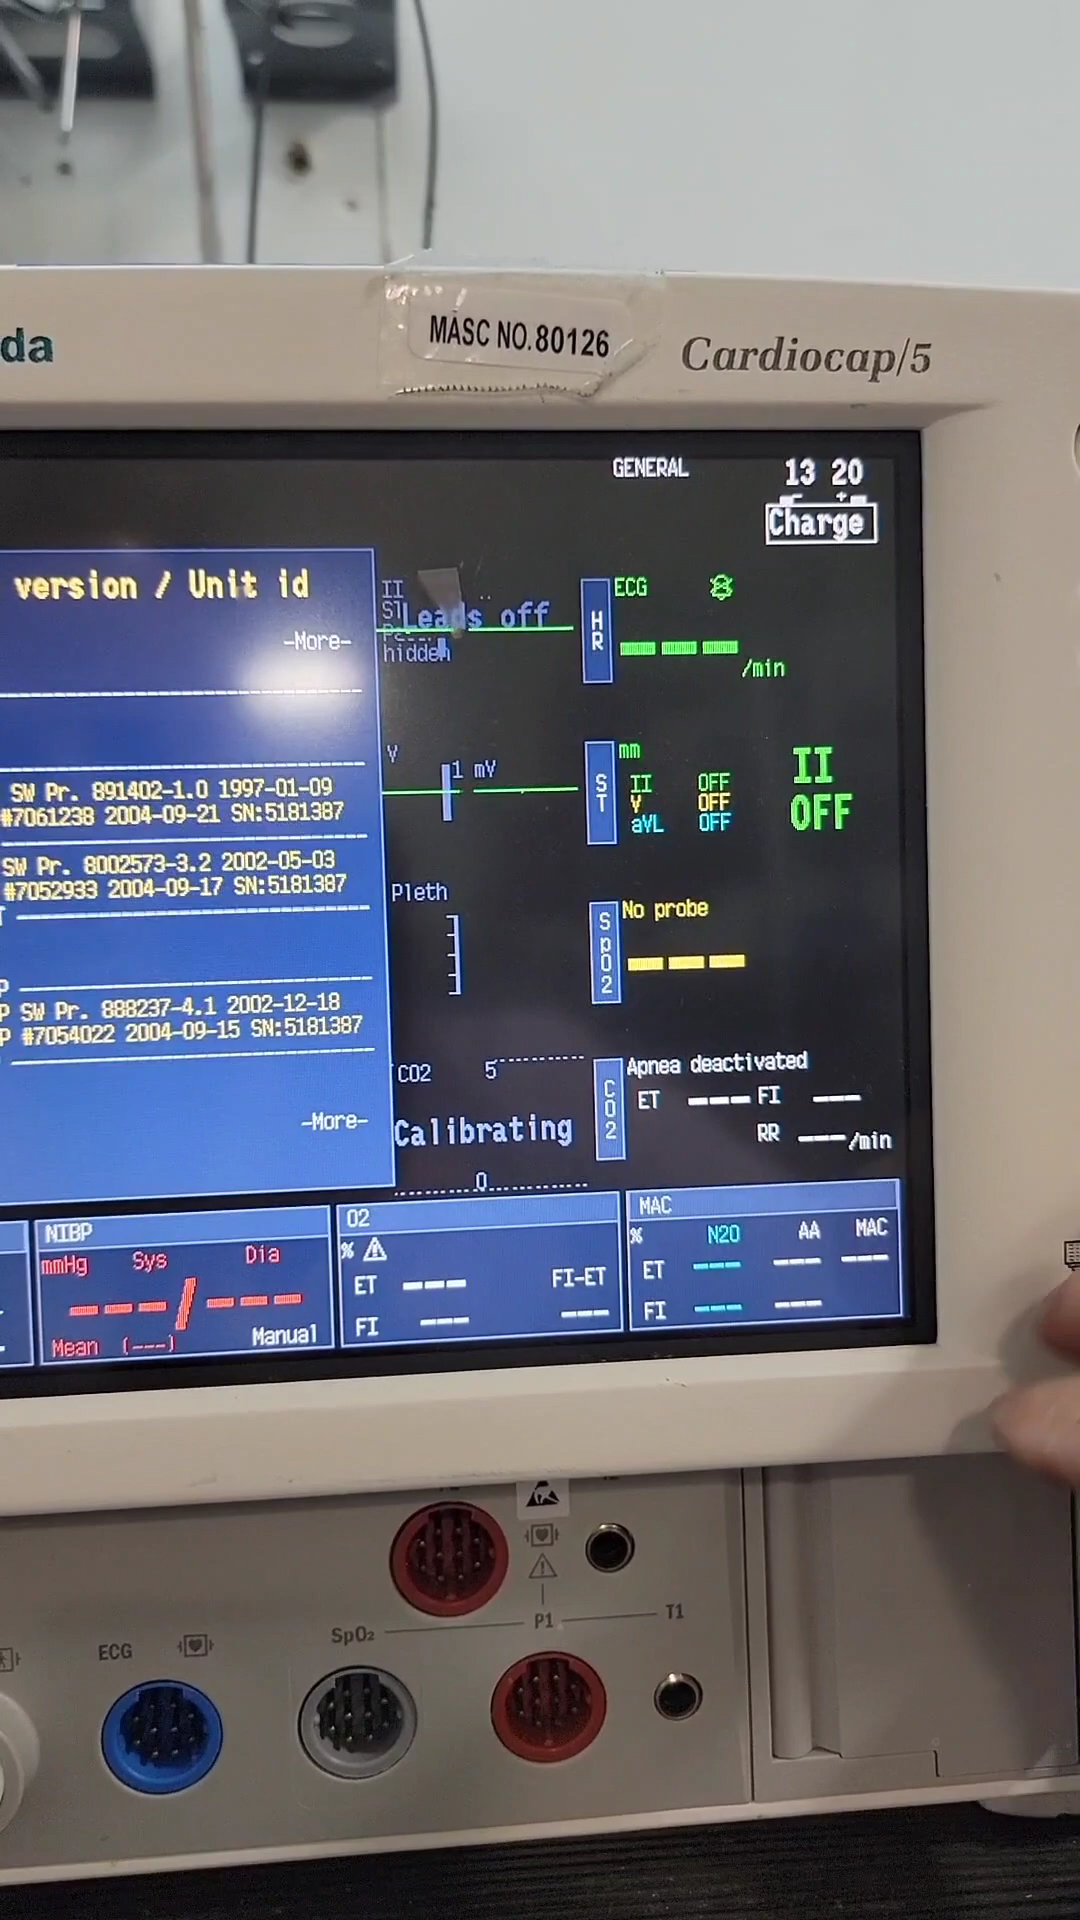 da
MASC NO.80126
Cardiocap/5
GENERAL
13 20
Charge
version / Unit id
-More-
SW Pr. 891402-1.0 1997-01-09
#7061238 2004-09-21 SN:5181387
SW Pr. 8002573-3.2 2002-05-03
#7052933 2004-09-17 SN:5181387
T
P
P SW Pr. 888237-4.1 2002-12-18
P #7054022 2004-09-15 SN:5181387
-More-
II
Leads off
hidden
HR
ECG
/min
V
1 mV
ST
mm
II OFF
V OFF
aVL OFF
II
OFF
Pleth
SpO2
No probe
CO2 5
Calibrating
0
CO2
Apnea deactivated
ET --- FI ---
RR ---/min
NIBP
mmHg Sys Dia
---/---
Mean (---) Manual
O2
%
ET --- FI-ET
FI --- ---
MAC
% N2O AA MAC
ET --- --- ---
FI --- ---
ECG
SpO2
P1
T1